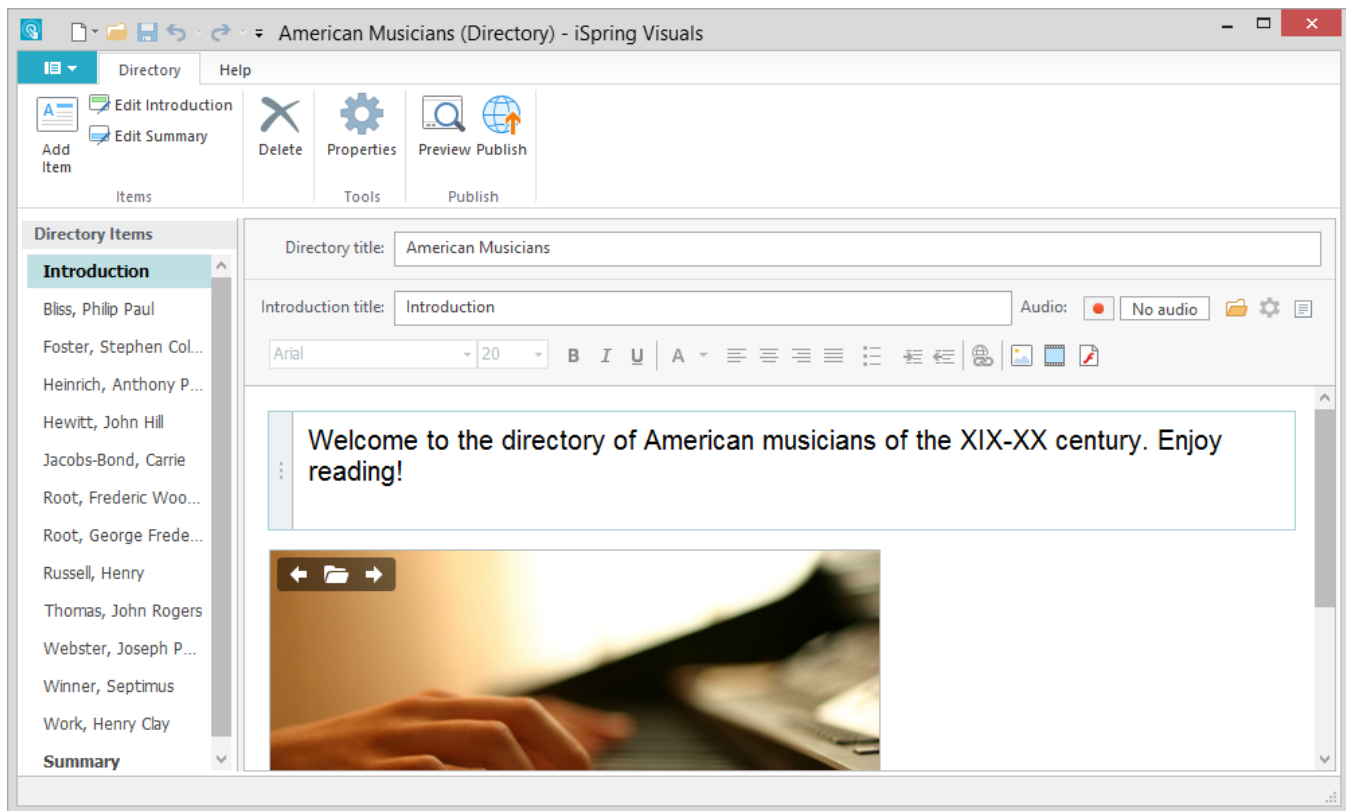 American Musicians (Directory) - iSpring Visuals
Directory Help
Add Item
Edit Introduction
Edit Summary
Delete
Properties
Preview Publish
Items
Tools
Publish
Directory Items
Introduction
Bliss, Philip Paul
Foster, Stephen Col...
Heinrich, Anthony P...
Hewitt, John Hill
Jacobs-Bond, Carrie
Root, Frederic Woo...
Root, George Frede...
Russell, Henry
Thomas, John Rogers
Webster, Joseph P...
Winner, Septimus
Work, Henry Clay
Summary
Directory title: American Musicians
Introduction title: Introduction Audio: No audio
Arial 20 B I U A
Welcome to the directory of American musicians of the XIX-XX century. Enjoy
reading!